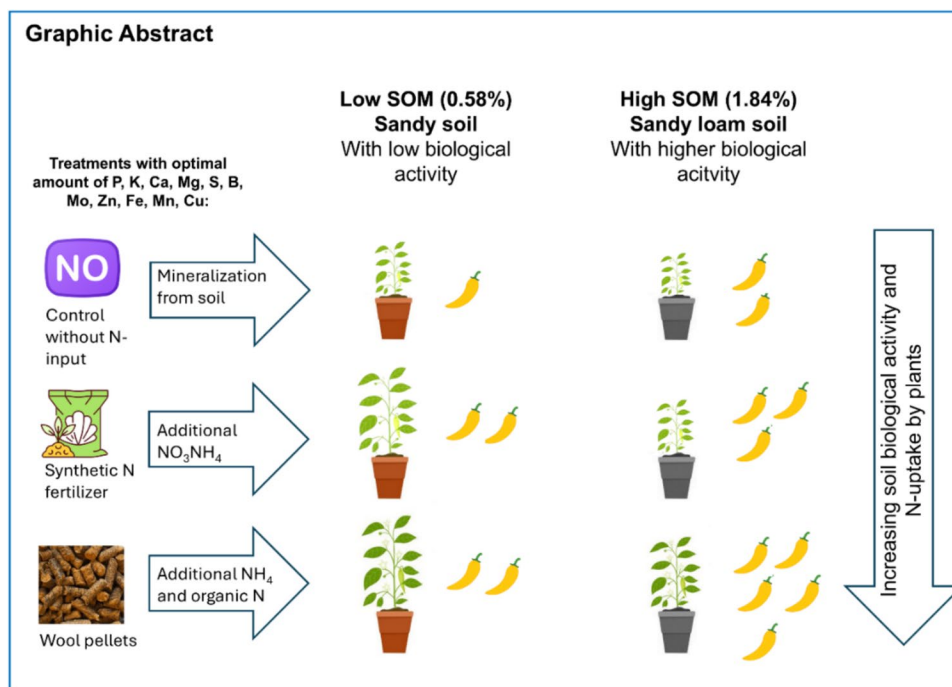 Graphic Abstract
Low SOM (0.58%)
Sandy soil
With low biological
activity
High SOM (1.84%)
Sandy loam soil
With higher biological
acitvity
Treatments with optimal
amount of P, K, Ca, Mg, S, B,
Mo, Zn, Fe, Mn, Cu:
NO
Control
without N-
input
Mineralization
from soil
Synthetic N
fertilizer
Additional
NO₃NH₄
Wool pellets
Additional NH₄
and organic N
Increasing soil biological activity and
N-uptake by plants